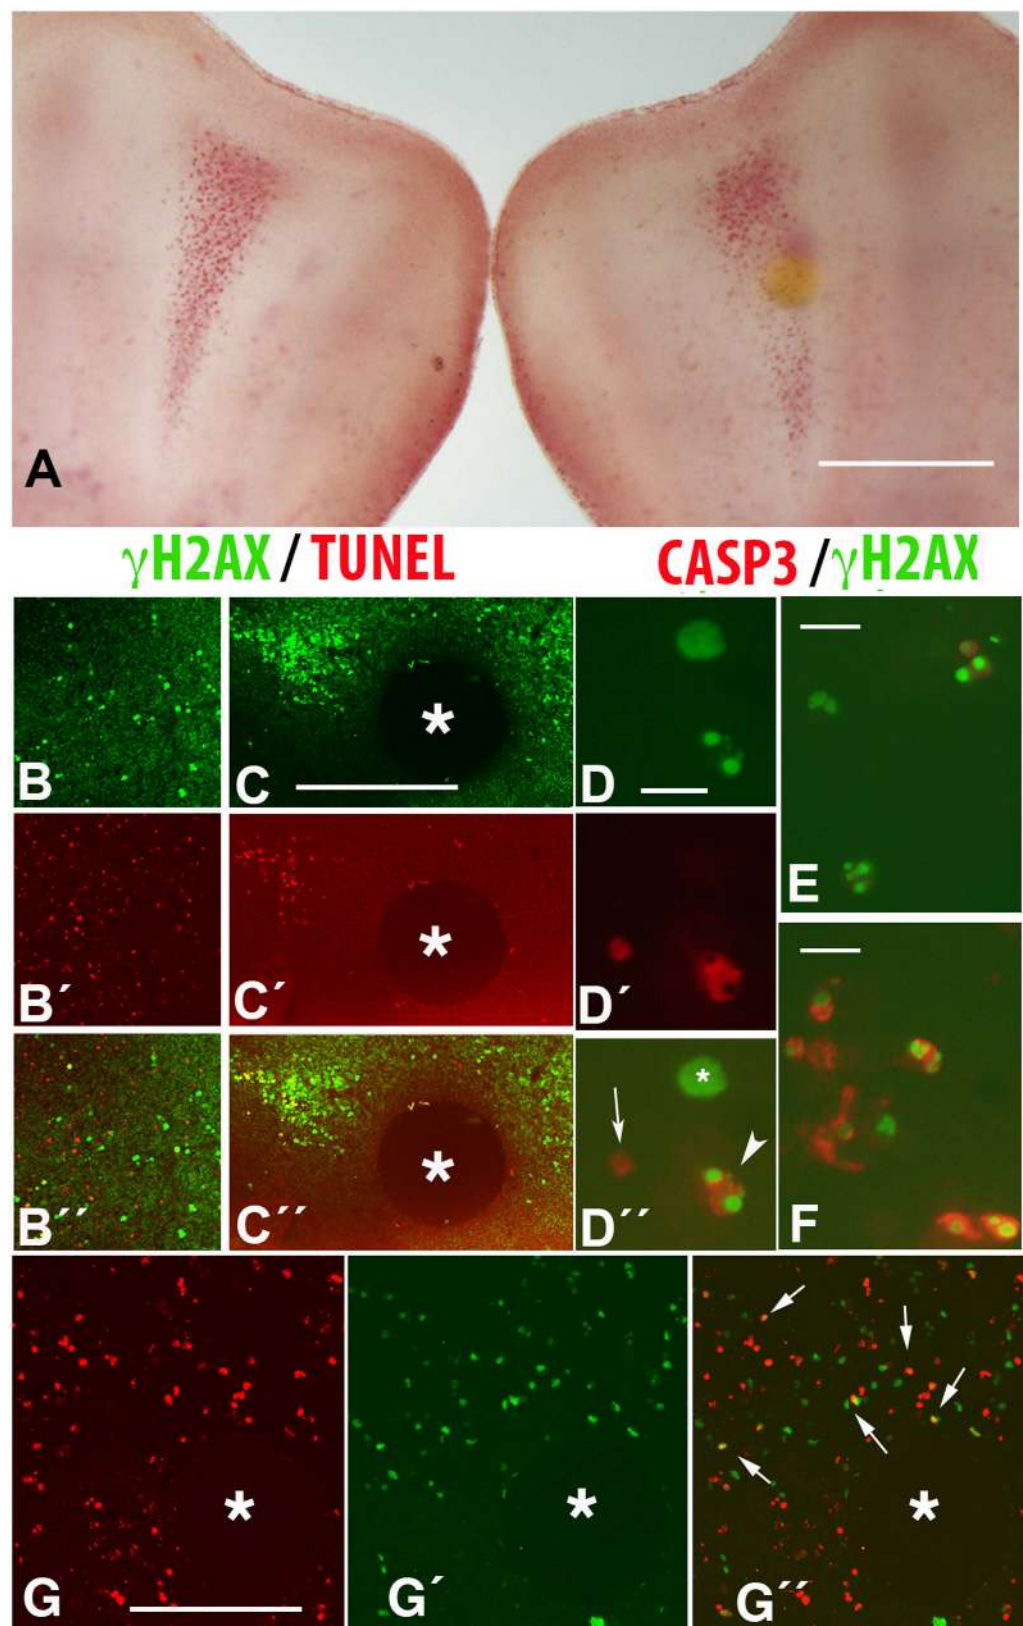 A
γH2AX / TUNEL
CASP3 / γH2AX
B
C
*
D
E
B´
C´
*
D´
F
B´´
C´´
*
D´´
*
G
*
G´
*
G´´
*